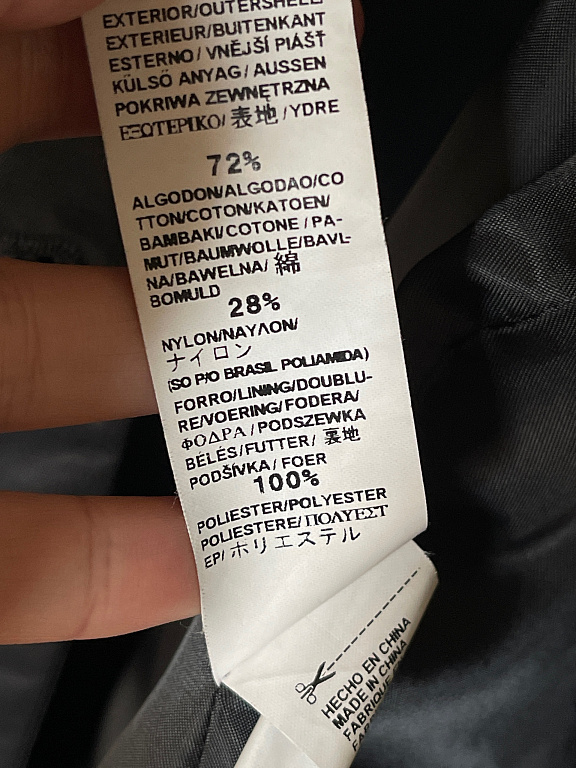 EXTERIOR/OUTERSHELL
EXTERIEUR/BUITENKANT
ESTERNO/VNĚJŠÍ PLÁŠŤ
KÜLSŐ ANYAG/AUSSEN
POKRIWA ZEWNĘTRZNA
ΕΞΩΤΕΡΙΚΟ/表地/YDRE
72%
ALGODON/ALGODAO/CO
TTON/COTON/KATOEN/
BAMBAKI/COTONE/PA-
MUT/BAUMWOLLE/BAVL-
NA/BAWELNA/綿
BOMULD
28%
NYLON/ΝΑΥΛΟΝ/
ナイロン
(SO P/O BRASIL POLIAMIDA)
FORRO/LINING/DOUBLU-
RE/VOERING/FODERA/
ΦΟΔΡΑ/PODSZEWKA
BÉLÉS/FUTTER/裏地
PODŠÍVKA/FOER
100%
POLIESTER/POLYESTER
POLIESTERE/ΠΟΛΥΕΣΤ
ΕΡ/ポリエステル
HECHO EN CHINA
MADE IN CHINA
FABRIQUÉ